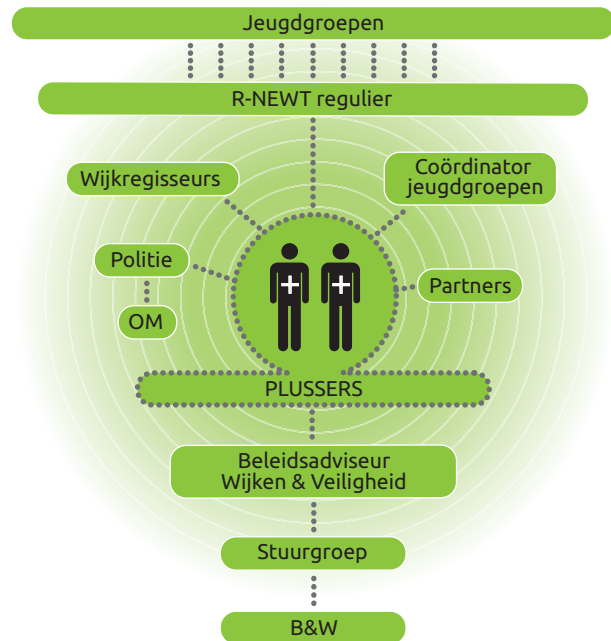 Jeugdgroepen
R-NEWT regulier
Wijkregisseurs
Coördinator
jeugdgroepen
Politie
OM
Partners
+ +
PLUSSERS
Beleidsadviseur
Wijken & Veiligheid
Stuurgroep
B&W